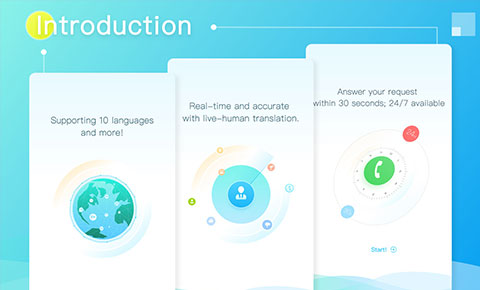 Introduction
Supporting 10 languages
and more!
Real-time and accurate
with live-human translation.
Answer your request
within 30 seconds; 24/7 available
Start!